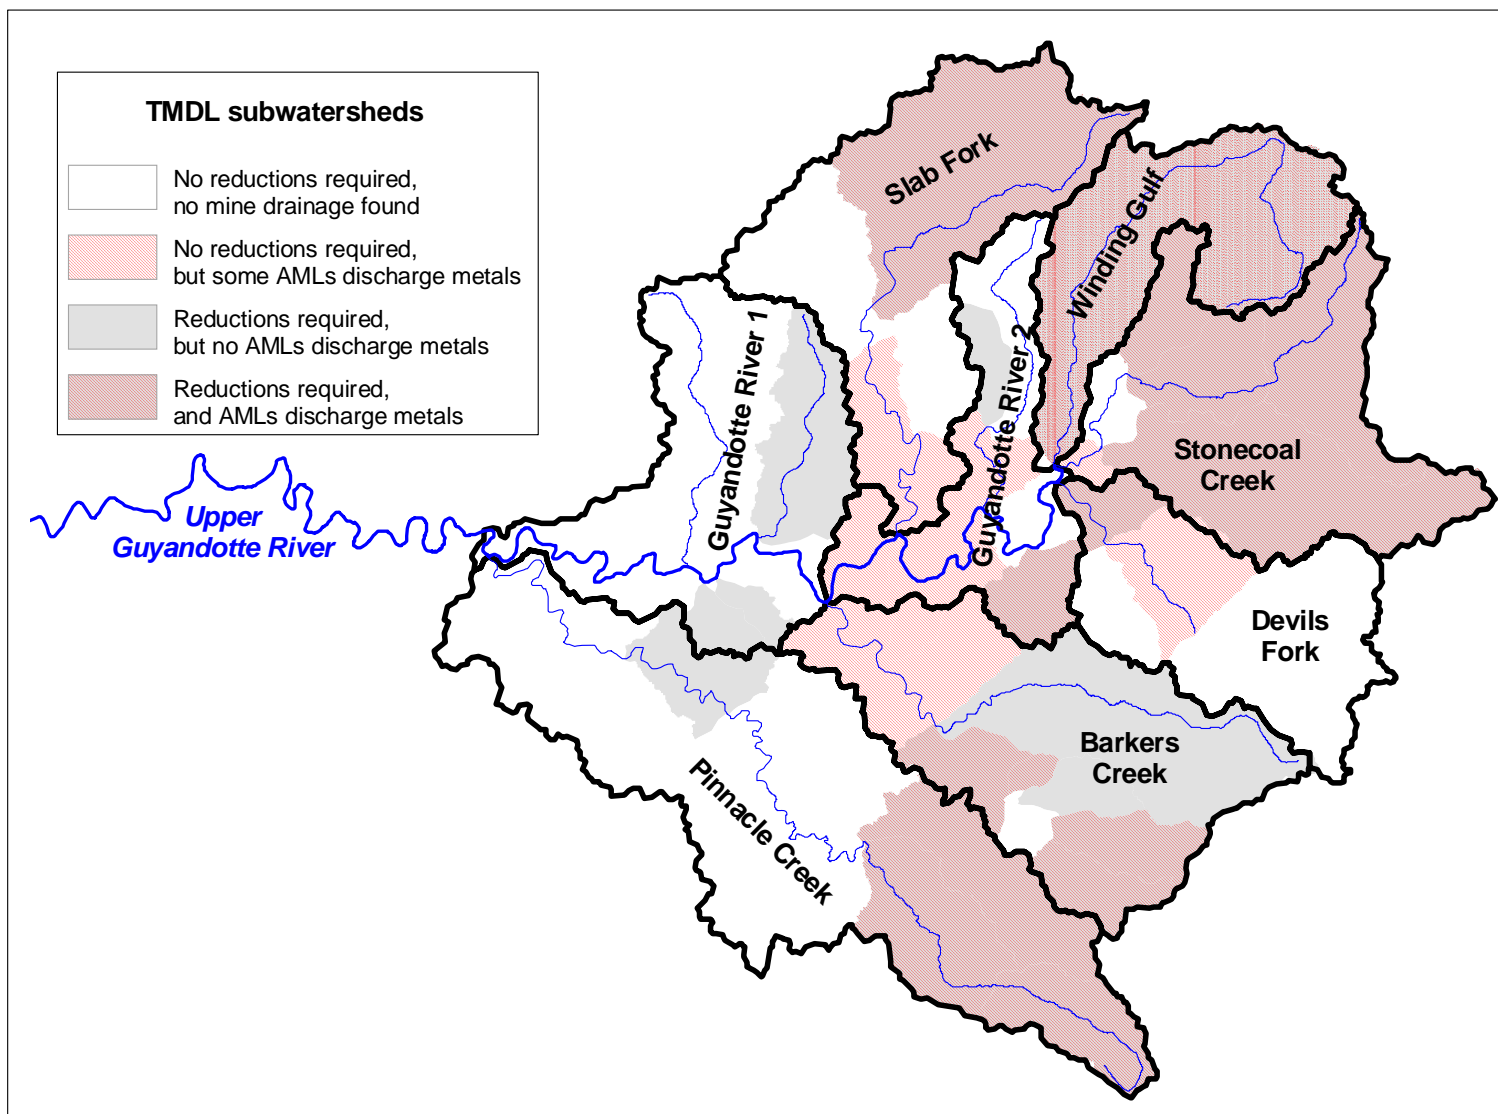 TMDL subwatersheds
No reductions required,
no mine drainage found
No reductions required,
but some AMLs discharge metals
Reductions required,
but no AMLs discharge metals
Reductions required,
and AMLs discharge metals
Slab Fork
Winding Gulf
Guyandotte River 1
Guyandotte River 2
Stonecoal
Creek
Upper
Guyandotte River
Devils
Fork
Barkers
Creek
Pinnacle Creek